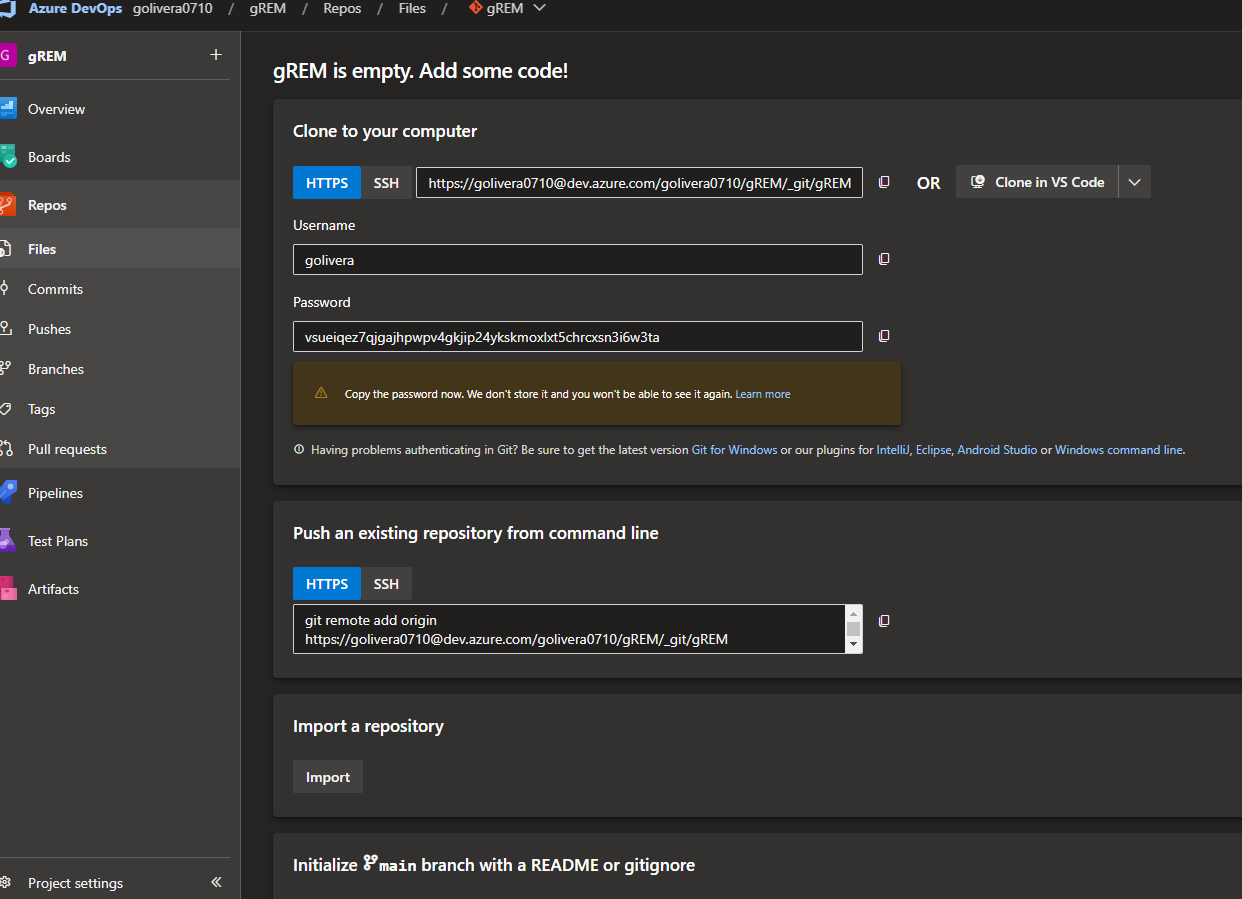 Azure DevOps golivera0710 / gREM / Repos / Files / gREM
G gREM +
Overview
Boards
Repos
Files
Commits
Pushes
Branches
Tags
Pull requests
Pipelines
Test Plans
Artifacts
Project settings
gREM is empty. Add some code!
Clone to your computer
HTTPS SSH https://golivera0710@dev.azure.com/golivera0710/gREM/_git/gREM OR Clone in VS Code
Username
golivera
Password
vsueiqez7qjgajhpwpv4gkjip24ykskmoxlxt5chrcxsn3i6w3ta
Copy the password now. We don't store it and you won't be able to see it again. Learn more
Having problems authenticating in Git? Be sure to get the latest version Git for Windows or our plugins for IntelliJ, Eclipse, Android Studio or Windows command line.
Push an existing repository from command line
HTTPS SSH
git remote add origin
https://golivera0710@dev.azure.com/golivera0710/gREM/_git/gREM
Import a repository
Import
Initialize main branch with a README or gitignore